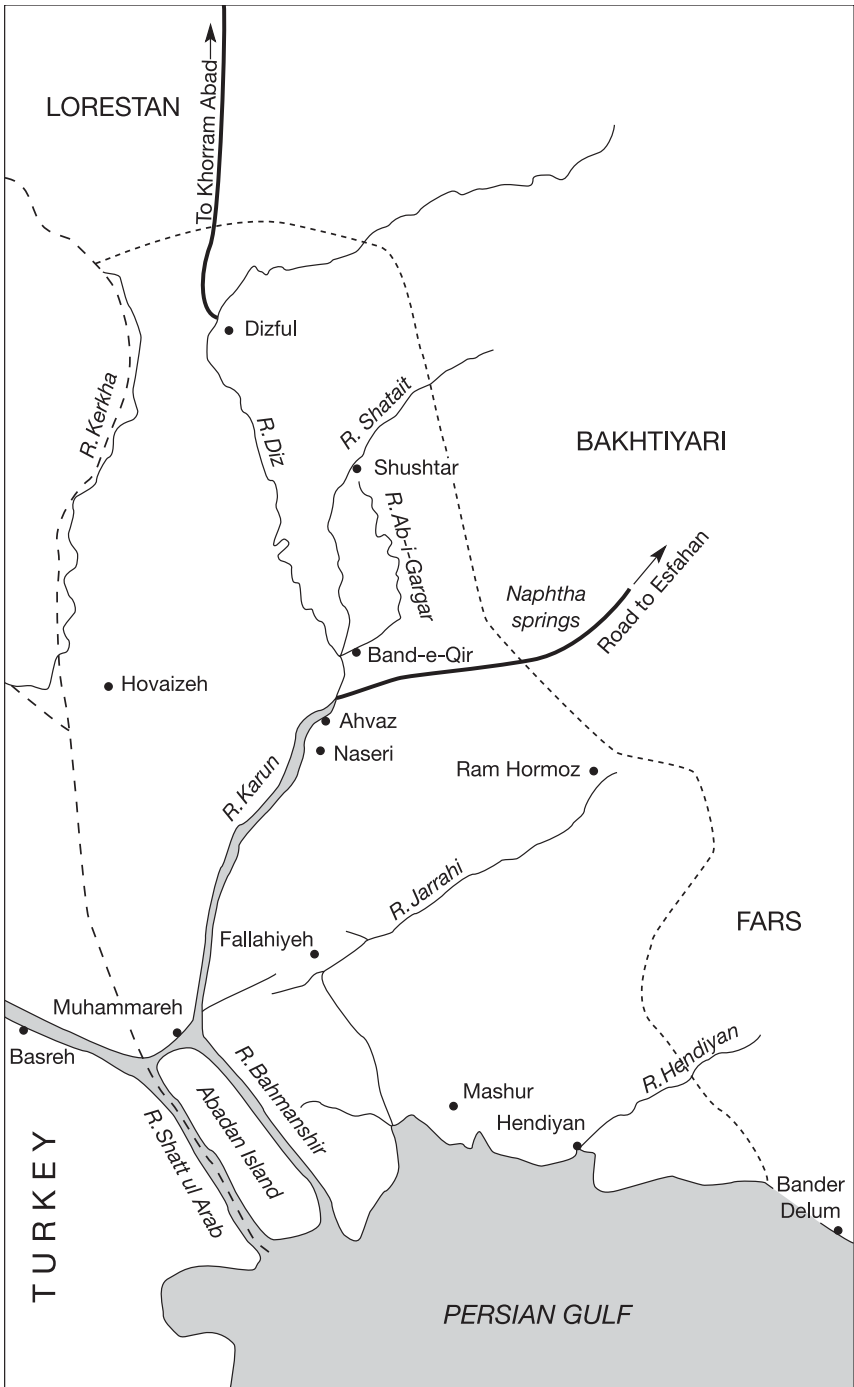 LORESTAN
To Khorram Abad
Dizful
R. Kerkha
R. Diz
R. Shatait
BAKHTIYARI
Shushtar
R. Ab-i-Gargar
Naphtha
springs
Road to Esfahan
Band-e-Qir
Hovaizeh
Ahvaz
Naseri
Ram Hormoz
R. Karun
R. Jarrahi
FARS
Fallahiyeh
Muhammareh
Basreh
R. Bahmanshir
R. Hendiyan
Mashur
Hendiyan
Abadan Island
R. Shatt ul Arab
TURKEY
Bander
Delum
PERSIAN GULF